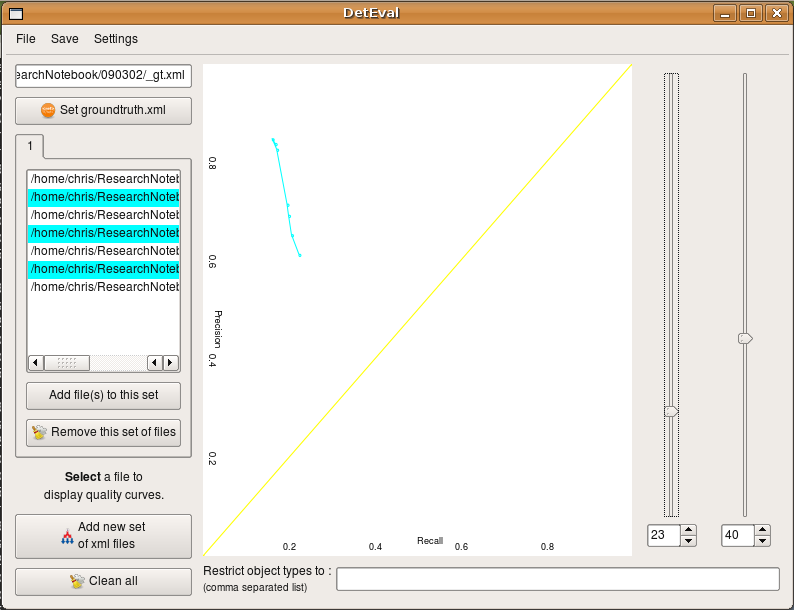 DetEval
File Save Settings
earchNotebook/090302/_gt.xml
Set groundtruth.xml
1
/home/chris/ResearchNoteb
/home/chris/ResearchNoteb
/home/chris/ResearchNoteb
/home/chris/ResearchNoteb
/home/chris/ResearchNoteb
/home/chris/ResearchNoteb
/home/chris/ResearchNoteb
Add file(s) to this set
Remove this set of files
Select a file to
display quality curves.
Add new set
of xml files
Clean all
0.8
0.6
Precision
0.4
0.2
Recall
0.2 0.4 0.6 0.8
23 40
Restrict object types to :
(comma separated list)